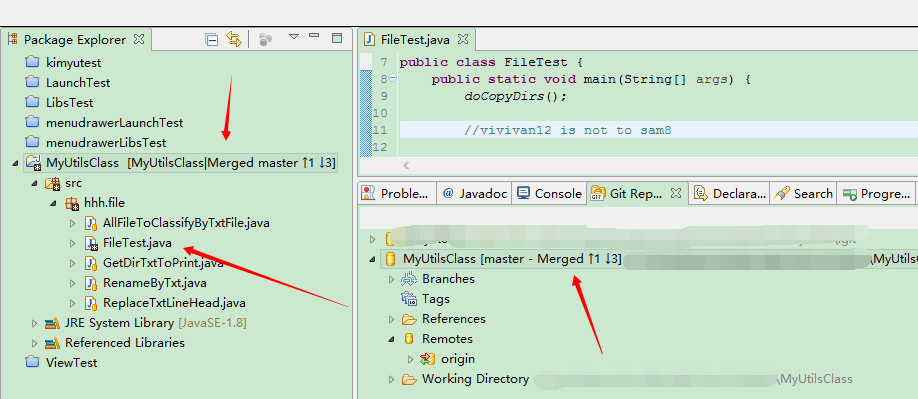 Package Explorer
kimyutest
LaunchTest
LibsTest
menudrawerLaunchTest
menudrawerLibsTest
MyUtilsClass [MyUtilsClass|Merged master ↑1 ↓3]
src
hhh.file
AllFileToClassifyByTxtFile.java
FileTest.java
GetDirTxtToPrint.java
RenameByTxt.java
ReplaceTxtLineHead.java
JRE System Library [JavaSE-1.8]
Referenced Libraries
ViewTest
FileTest.java
7 public class FileTest {
8 public static void main(String[] args) {
9 doCopyDirs();
10
11 //vivivan12 is not to sam8
12
Proble... @ Javadoc Console Git Rep... Declara... Search Progre...
MyUtilsClass [master - Merged ↑1 ↓3] \MyUtilsCl
Branches
Tags
References
Remotes
origin
Working Directory \MyUtilsClass